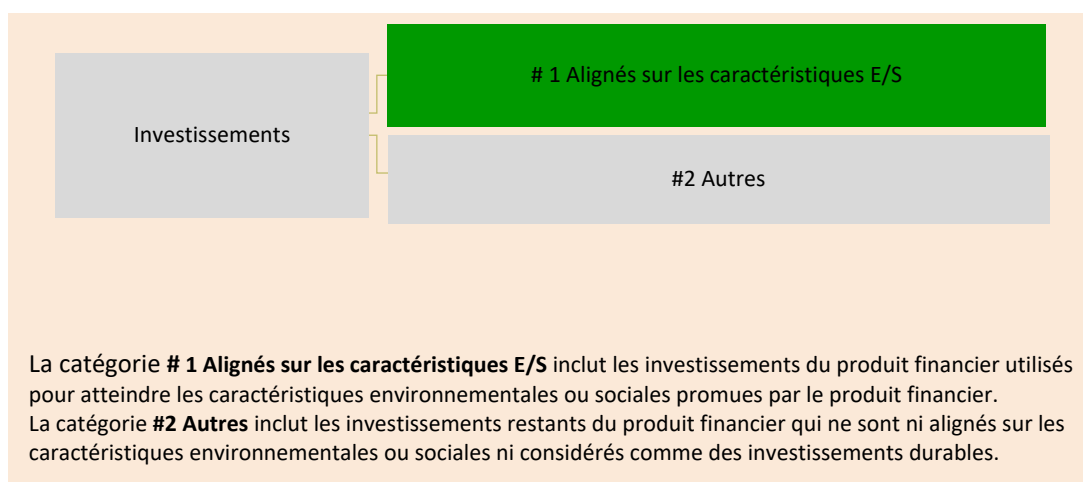 # 1 Alignés sur les caractéristiques E/S
Investissements
#2 Autres
La catégorie # 1 Alignés sur les caractéristiques E/S inclut les investissements du produit financier utilisés
pour atteindre les caractéristiques environnementales ou sociales promues par le produit financier.
La catégorie #2 Autres inclut les investissements restants du produit financier qui ne sont ni alignés sur les
caractéristiques environnementales ou sociales ni considérés comme des investissements durables.